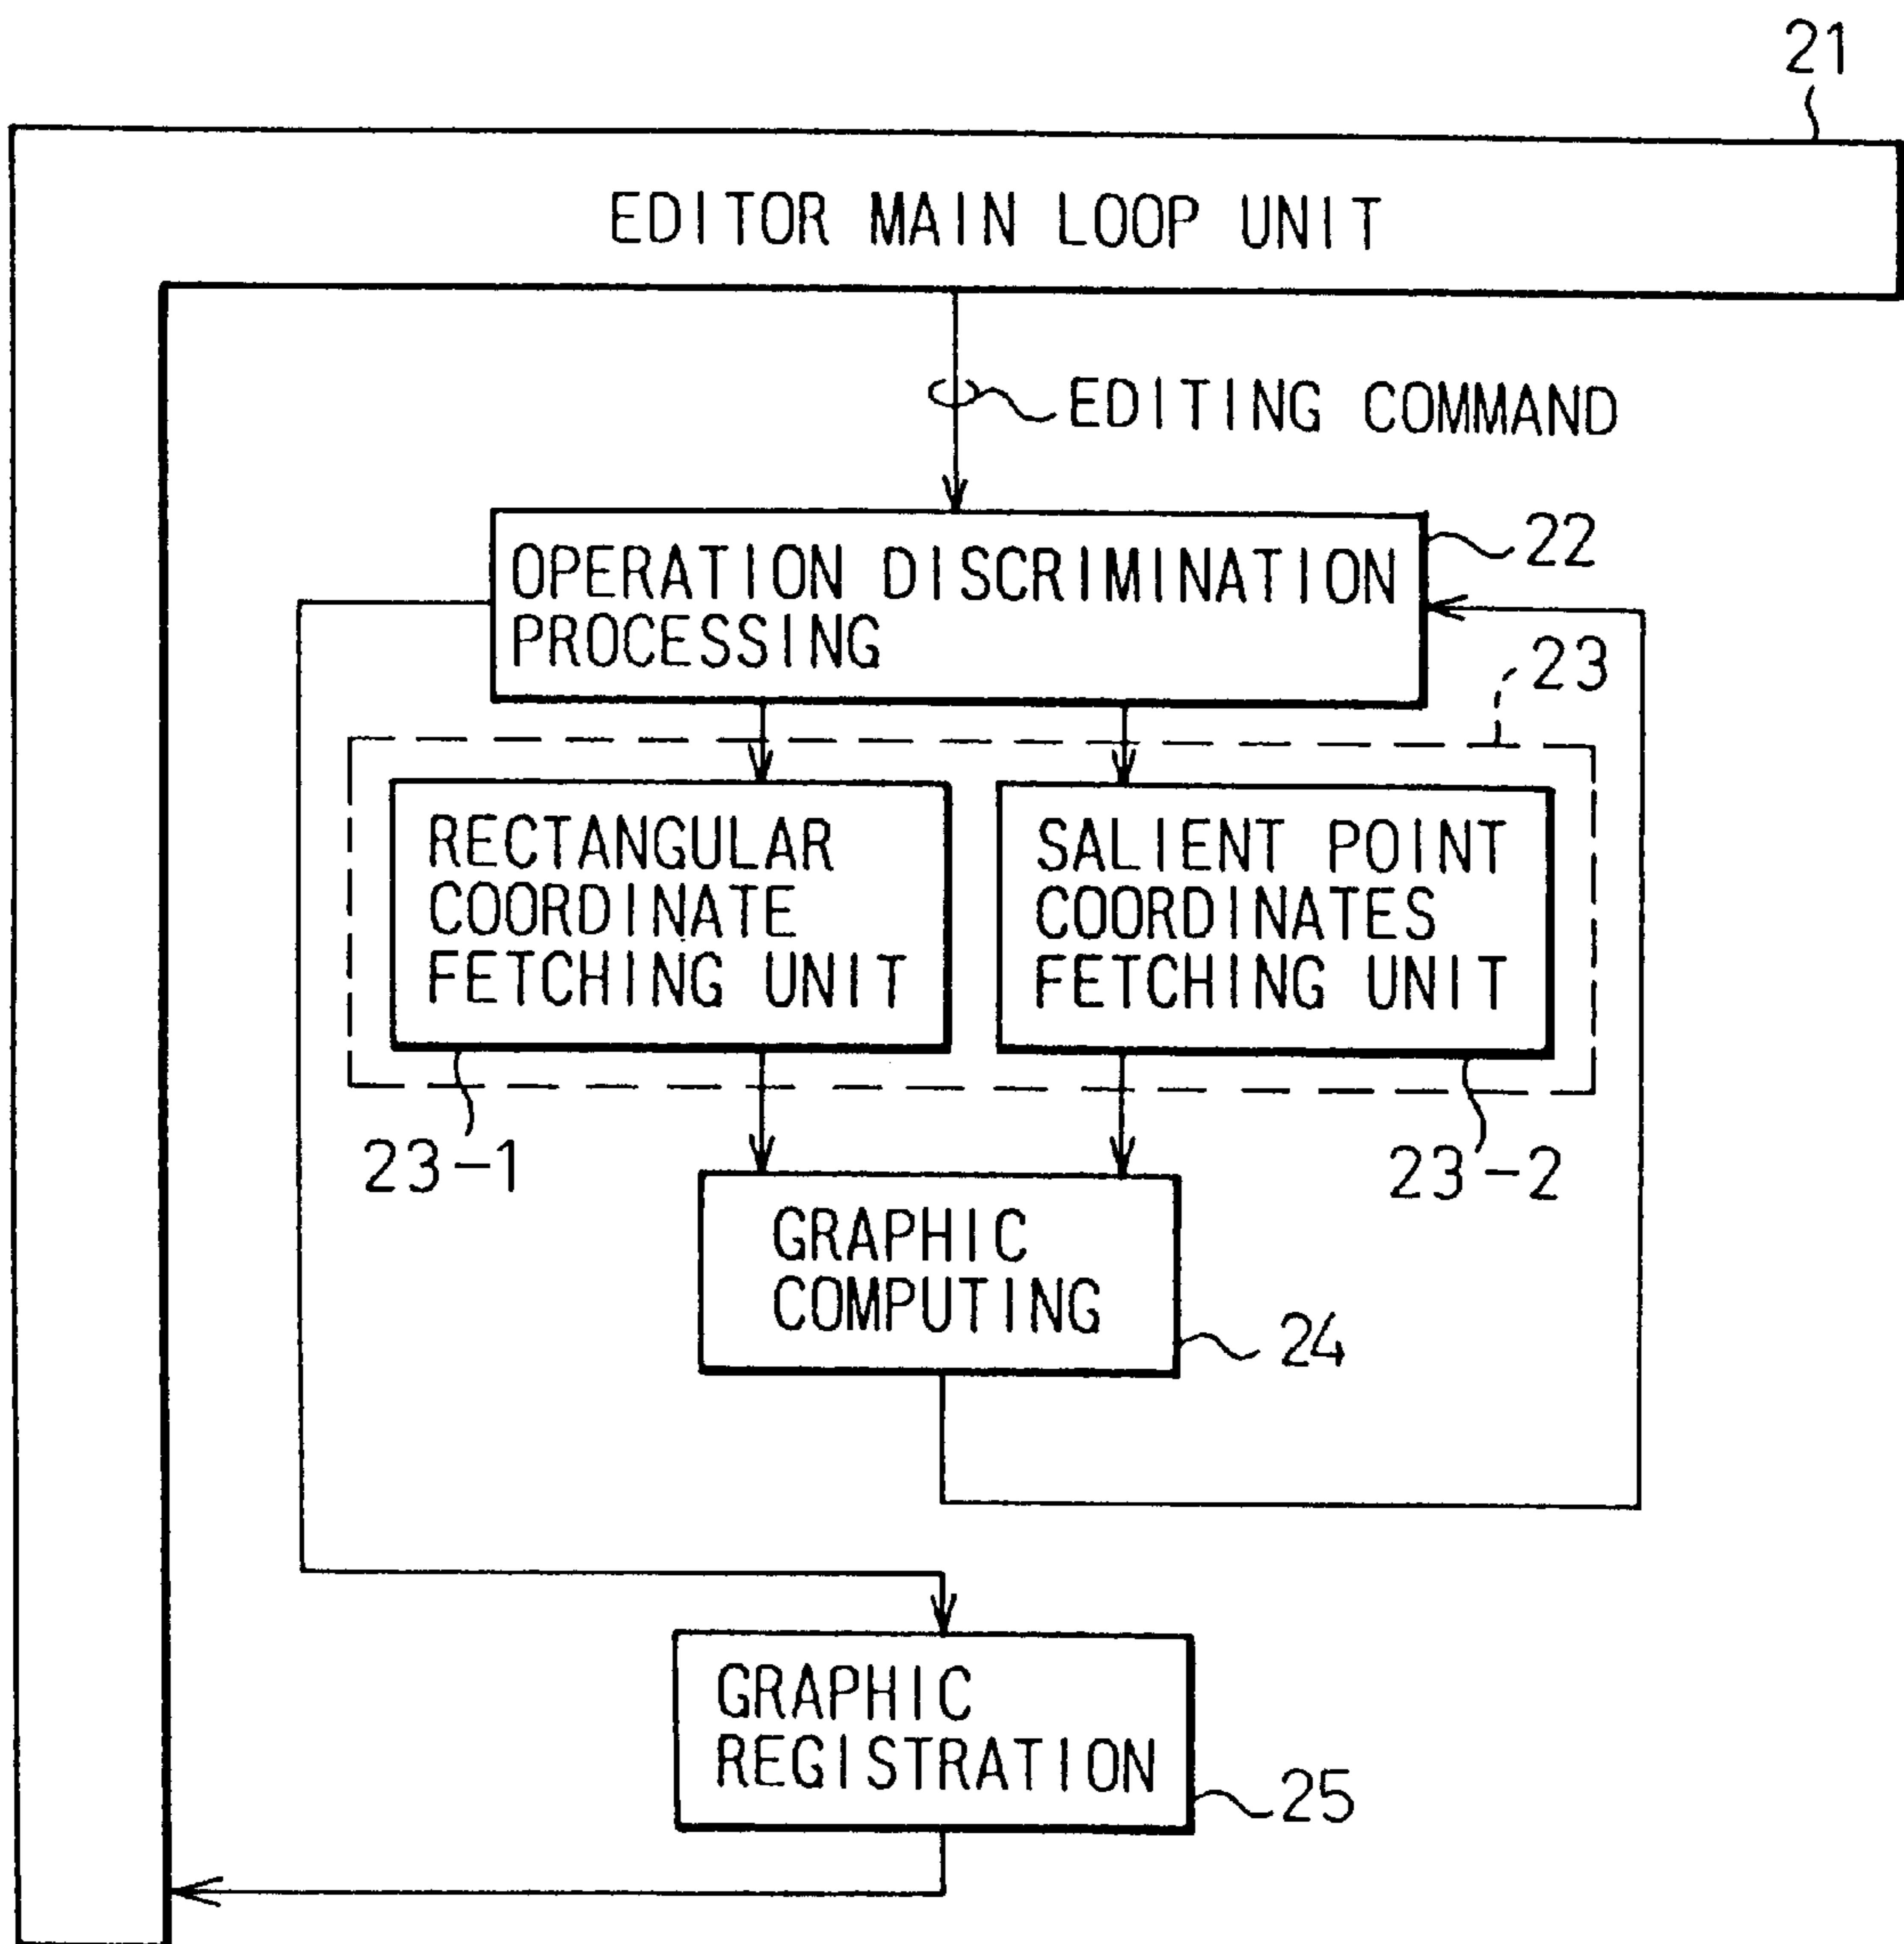 21
EDITOR MAIN LOOP UNIT
EDITING COMMAND
22
OPERATION DISCRIMINATION
PROCESSING
23
RECTANGULAR
COORDINATE
FETCHING UNIT
SALIENT POINT
COORDINATES
FETCHING UNIT
23-1
23-2
GRAPHIC
COMPUTING
24
GRAPHIC
REGISTRATION
25